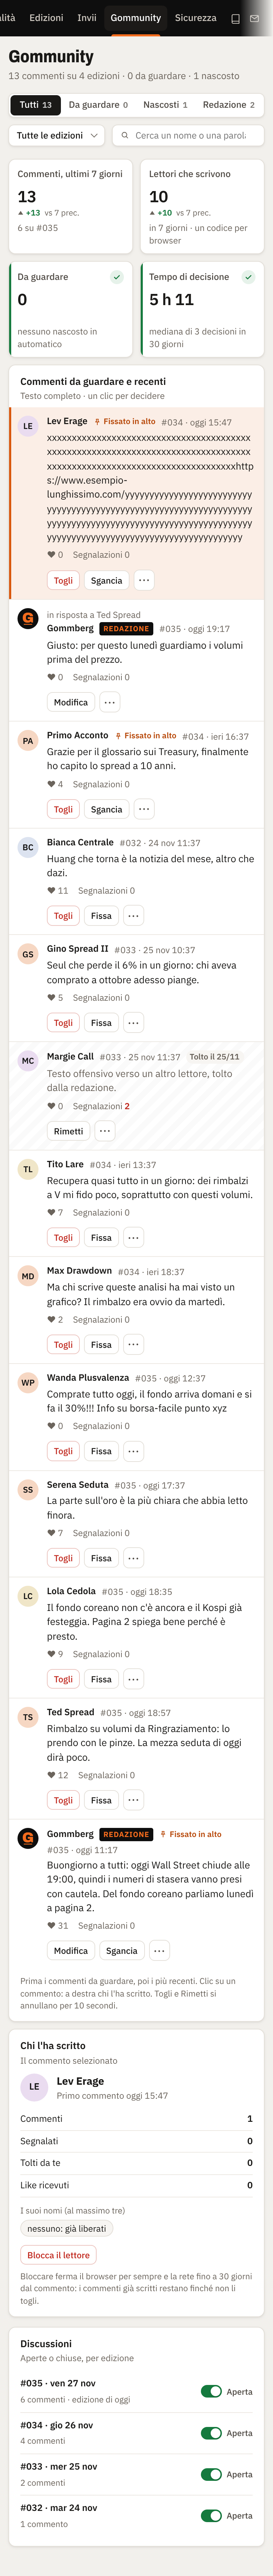 alità Edizioni Invii Gommunity Sicurezza
Gommunity
13 commenti su 4 edizioni · 0 da guardare · 1 nascosto
Tutti 13 Da guardare 0 Nascosti 1 Redazione 2
Tutte le edizioni Cerca un nome o una parola
Commenti, ultimi 7 giorni
13
+13 vs 7 prec.
6 su #035
Lettori che scrivono
10
+10 vs 7 prec.
in 7 giorni · un codice per
browser
Da guardare
0
nessuno nascosto in
automatico
Tempo di decisione
5 h 11
mediana di 3 decisioni in
30 giorni
Commenti da guardare e recenti
Testo completo · un clic per decidere
LE Lev Erage Fissato in alto #034 · oggi 15:47
s://www.esempio-
0 Segnalazioni 0
Togli Sgancia ...
in risposta a Ted Spread
G Gommberg REDAZIONE #035 · oggi 19:17
Giusto: per questo lunedì guardiamo i volumi
prima del prezzo.
0 Segnalazioni 0
Modifica ...
PA Primo Acconto Fissato in alto #034 · ieri 16:37
Grazie per il glossario sui Treasury, finalmente
ho capito lo spread a 10 anni.
4 Segnalazioni 0
Togli Sgancia ...
BC Bianca Centrale #032 · 24 nov 11:37
Huang che torna è la notizia del mese, altro che
dazi.
11 Segnalazioni 0
Togli Fissa ...
GS Gino Spread II #033 · 25 nov 10:37
Seul che perde il 6% in un giorno: chi aveva
comprato a ottobre adesso piange.
5 Segnalazioni 0
Togli Fissa ...
MC Margie Call #033 · 25 nov 11:37 Tolto il 25/11
Testo offensivo verso un altro lettore, tolto
dalla redazione.
0 Segnalazioni 2
Rimetti ...
TL Tito Lare #034 · ieri 13:37
Recupera quasi tutto in un giorno: dei rimbalzi
a V mi fido poco, soprattutto con questi volumi.
7 Segnalazioni 0
Togli Fissa ...
MD Max Drawdown #034 · ieri 18:37
Ma chi scrive queste analisi ha mai visto un
grafico? Il rimbalzo era ovvio da martedì.
2 Segnalazioni 0
Togli Fissa ...
WP Wanda Plusvalenza #035 · oggi 12:37
Comprate tutto oggi, il fondo arriva domani e si
fa il 30%!!! Info su borsa-facile punto xyz
0 Segnalazioni 0
Togli Fissa ...
SS Serena Seduta #035 · oggi 17:37
La parte sull'oro è la più chiara che abbia letto
finora.
7 Segnalazioni 0
Togli Fissa ...
LC Lola Cedola #035 · oggi 18:35
Il fondo coreano non c'è ancora e il Kospi già
festeggia. Pagina 2 spiega bene perché è
presto.
9 Segnalazioni 0
Togli Fissa ...
TS Ted Spread #035 · oggi 18:57
Rimbalzo su volumi da Ringraziamento: lo
prendo con le pinze. La mezza seduta di oggi
dirà poco.
12 Segnalazioni 0
Togli Fissa ...
G Gommberg REDAZIONE Fissato in alto
#035 · oggi 11:17
Buongiorno a tutti: oggi Wall Street chiude alle
19:00, quindi i numeri di stasera vanno presi
con cautela. Del fondo coreano parliamo lunedì
a pagina 2.
31 Segnalazioni 0
Modifica Sgancia ...
Prima i commenti da guardare, poi i più recenti. Clic su un
commento: a destra chi l'ha scritto. Togli e Rimetti si
annullano per 10 secondi.
Chi l'ha scritto
Il commento selezionato
LE Lev Erage
Primo commento oggi 15:47
Commenti 1
Segnalati 0
Tolti da te 0
Like ricevuti 0
I suoi nomi (al massimo tre)
nessuno: già liberati
Blocca il lettore
Bloccare ferma il browser per sempre e la rete fino a 30 giorni
dal commento: i commenti già scritti restano finché non li
togli.
Discussioni
Aperte o chiuse, per edizione
#035 · ven 27 nov
6 commenti · edizione di oggi Aperta
#034 · gio 26 nov
4 commenti Aperta
#033 · mer 25 nov
2 commenti Aperta
#032 · mar 24 nov
1 commento Aperta